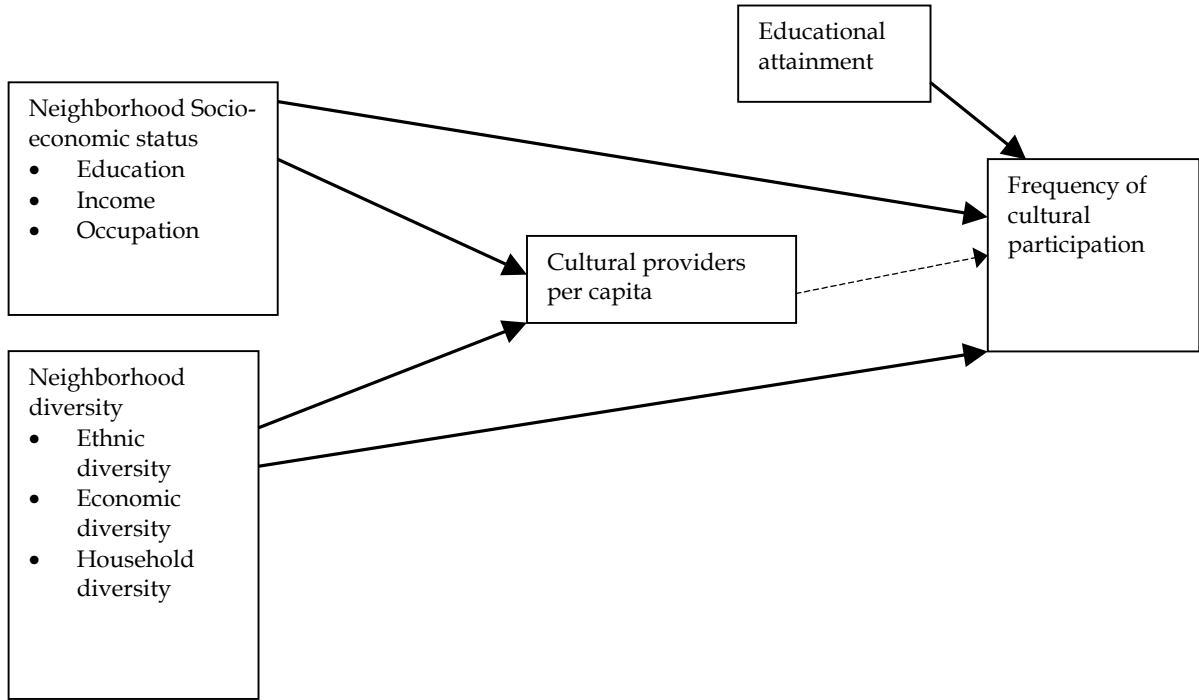 Educational
attainment
Neighborhood Socio-
economic status
• Education
• Income
• Occupation
Frequency of
cultural
participation
Cultural providers
per capita
Neighborhood
diversity
• Ethnic
diversity
• Economic
diversity
• Household
diversity